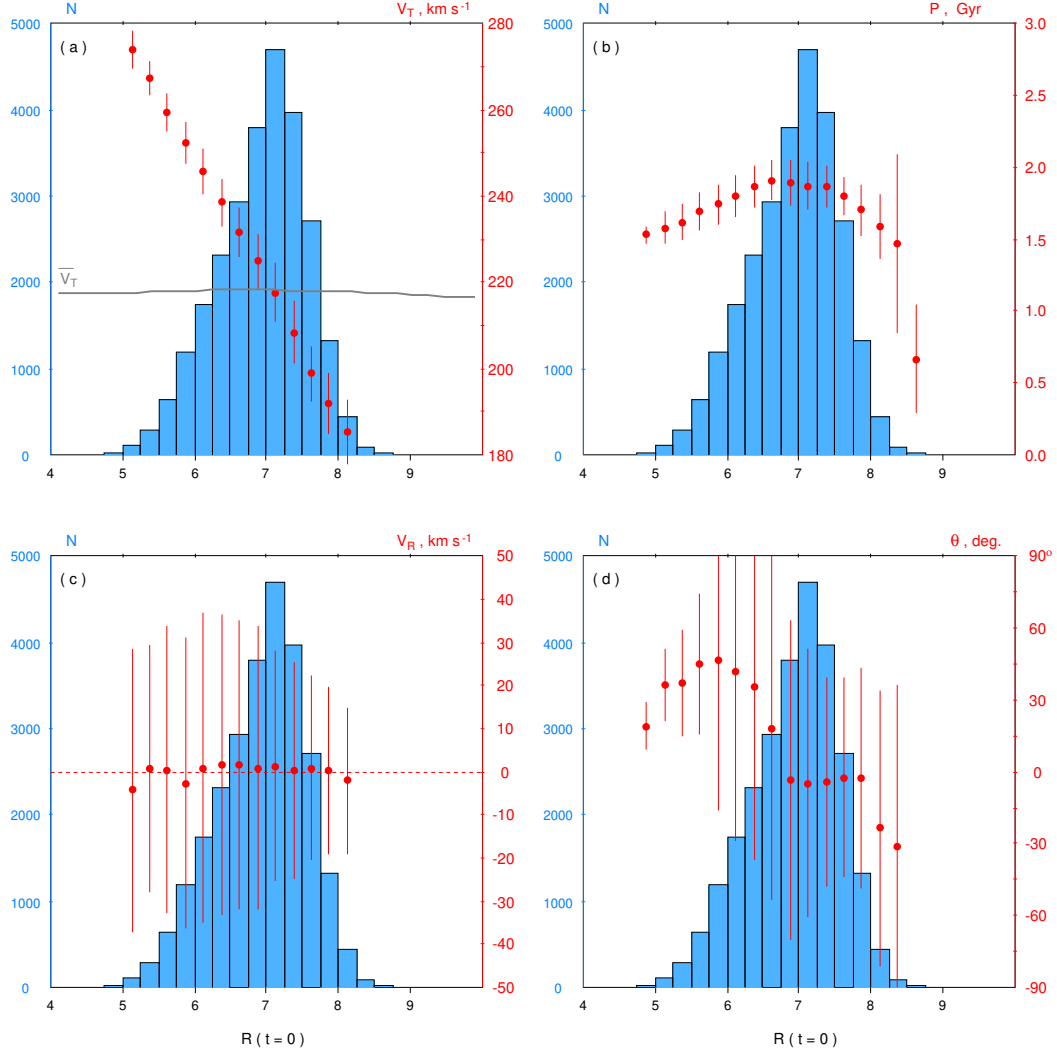 N V_T , km s⁻¹ N P , Gyr
5000 280 5000 3.0
( a ) ( b )
2.5
4000 260 4000
2.0
3000 240 3000
1.5
V̅_T
2000 220 2000
1.0
1000 200 1000
0.5
0 180 0 0.0
4 5 6 7 8 9 4 5 6 7 8 9
N V_R , km s⁻¹ N θ , deg.
5000 50 5000 90º
( c ) ( d )
40
4000 30 4000 60
20
3000 10 3000 30
0 0
2000 -10 2000 -30
-20
1000 -30 1000 -60
-40
0 -50 0 -90
4 5 6 7 8 9 4 5 6 7 8 9
R ( t = 0 ) R ( t = 0 )